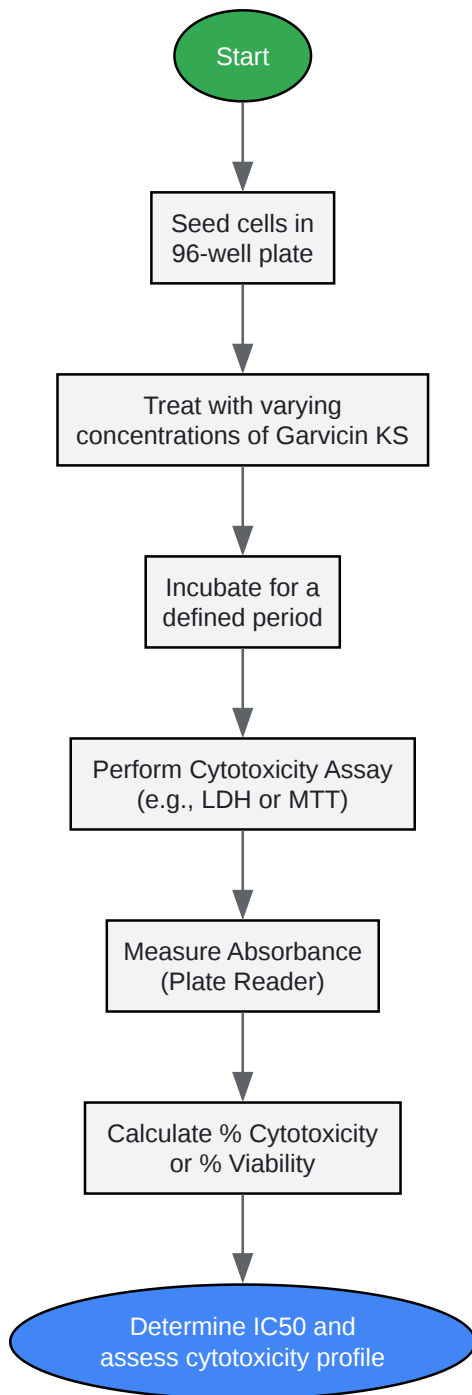 Start
Seed cells in
96-well plate
Treat with varying
concentrations of Garvicin KS
Incubate for a
defined period
Perform Cytotoxicity Assay
(e.g., LDH or MTT)
Measure Absorbance
(Plate Reader)
Calculate % Cytotoxicity
or % Viability
Determine IC50 and
assess cytotoxicity profile